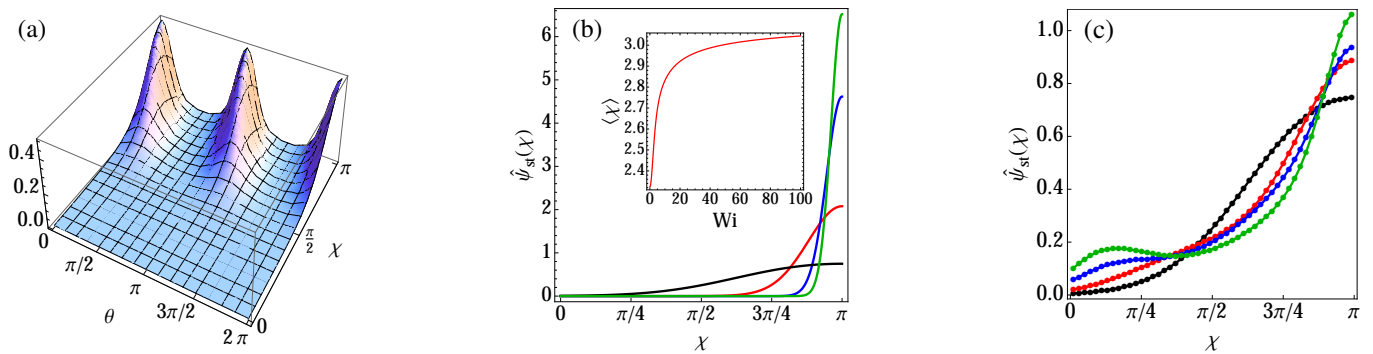 (a)
0.4
0.2
0.0
0
π/2
π
3π/2
2π
θ
0
π/2
π
χ
(b)
6
5
4
3
2
1
0
ψ̂st(χ)
0
π/4
π/2
3π/4
π
χ
3.0
2.9
2.8
2.7
2.6
2.5
2.4
⟨χ⟩
0 20 40 60 80 100
Wi
(c)
1.0
0.8
0.6
0.4
0.2
0.0
ψ̂st(χ)
0
π/4
π/2
3π/4
π
χ